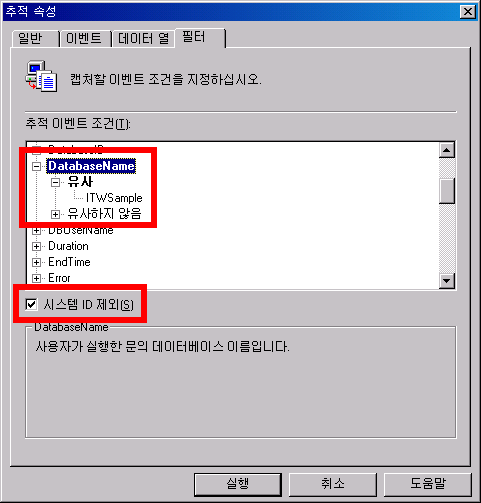 추적 속성
일반 이벤트 데이터 열 필터
캡처할 이벤트 조건을 지정하십시오.
추적 이벤트 조건(T):
DatabaseID
DatabaseName
유사
ITWSample
유사하지 않음
DBUserName
Duration
EndTime
Error
시스템 ID 제외(S)
DatabaseName
사용자가 실행한 문의 데이터베이스 이름입니다.
실행 취소 도움말